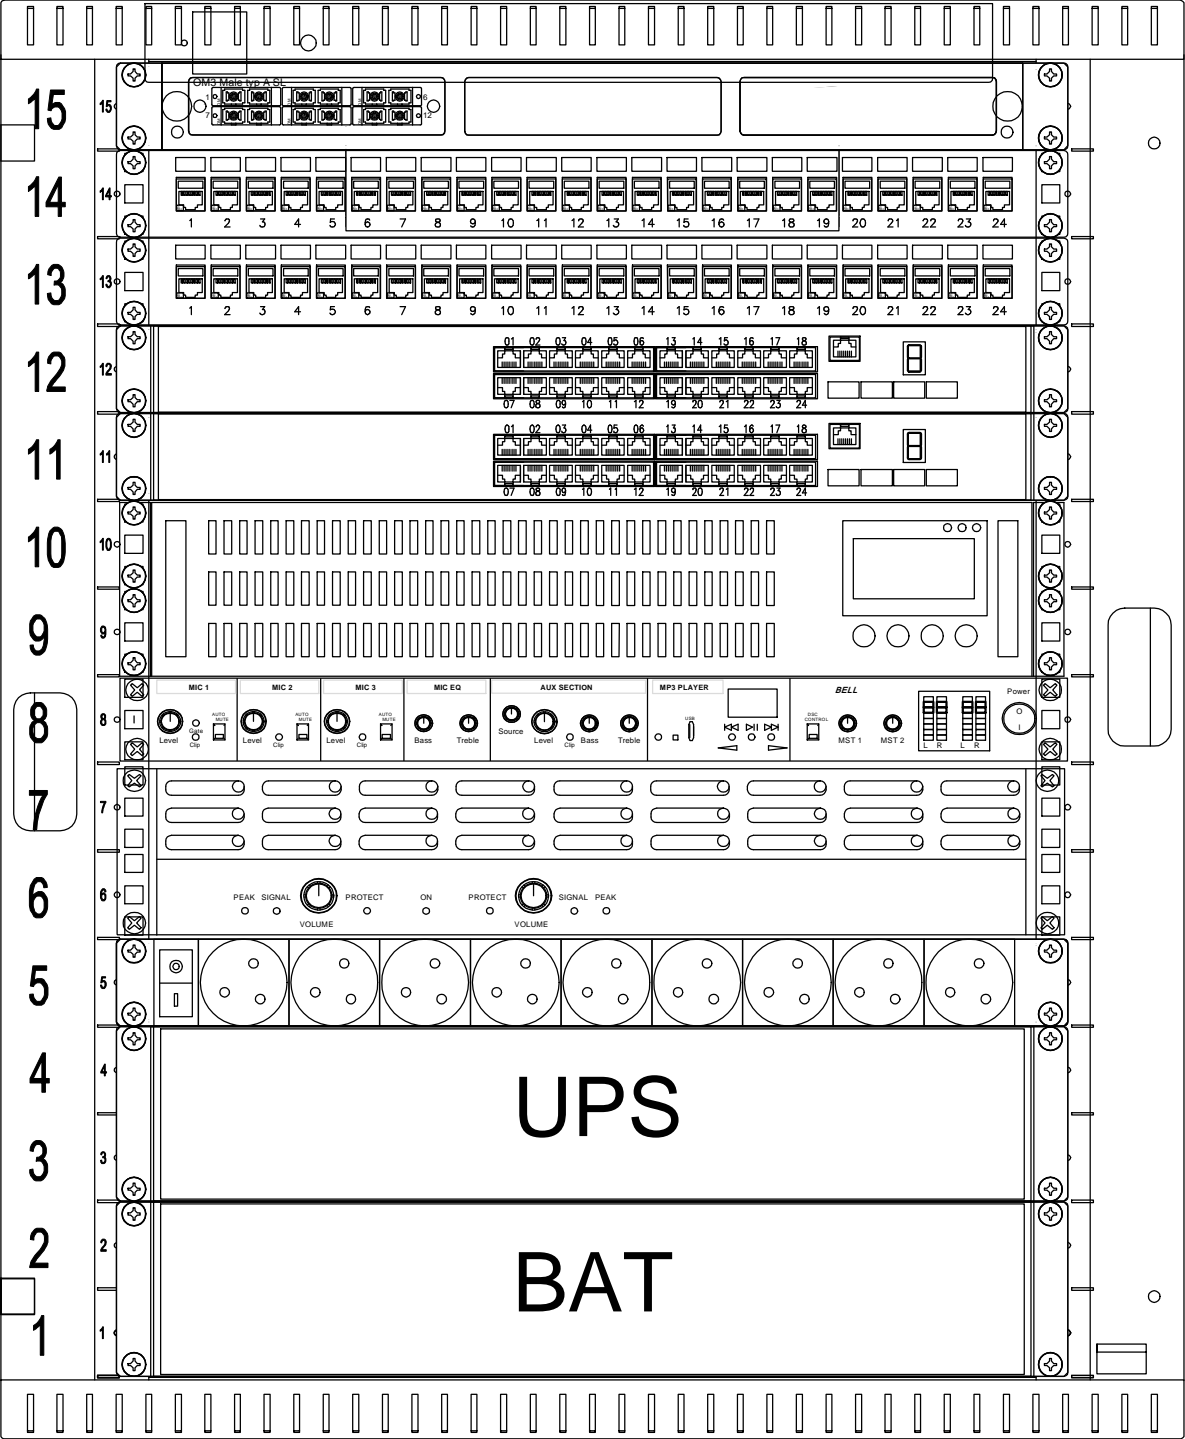 OM3 Male typ A SL
15 15 1 6
7 12
14 14
1 2 3 4 5 6 7 8 9 10 11 12 13 14 15 16 17 18 19 20 21 22 23 24
13 13
1 2 3 4 5 6 7 8 9 10 11 12 13 14 15 16 17 18 19 20 21 22 23 24
01 02 03 04 05 06 13 14 15 16 17 18
12 12
07 08 09 10 11 12 19 20 21 22 23 24
01 02 03 04 05 06 13 14 15 16 17 18
11 11
07 08 09 10 11 12 19 20 21 22 23 24
10 10
9 9
MIC 1 MIC 2 MIC 3 MIC EQ AUX SECTION MP3 PLAYER BELL Power
8 8
AUTO MUTE AUTO MUTE AUTO MUTE USB DSC CONTROL
Level Gate Clip Level Clip Level Clip Bass Treble Source Level Clip Bass Treble MST 1 MST 2 L R L R
7 7
6 6
PEAK SIGNAL PROTECT ON PROTECT SIGNAL PEAK
VOLUME VOLUME
5 5
4 4
UPS
3 3
2 2
BAT
1 1